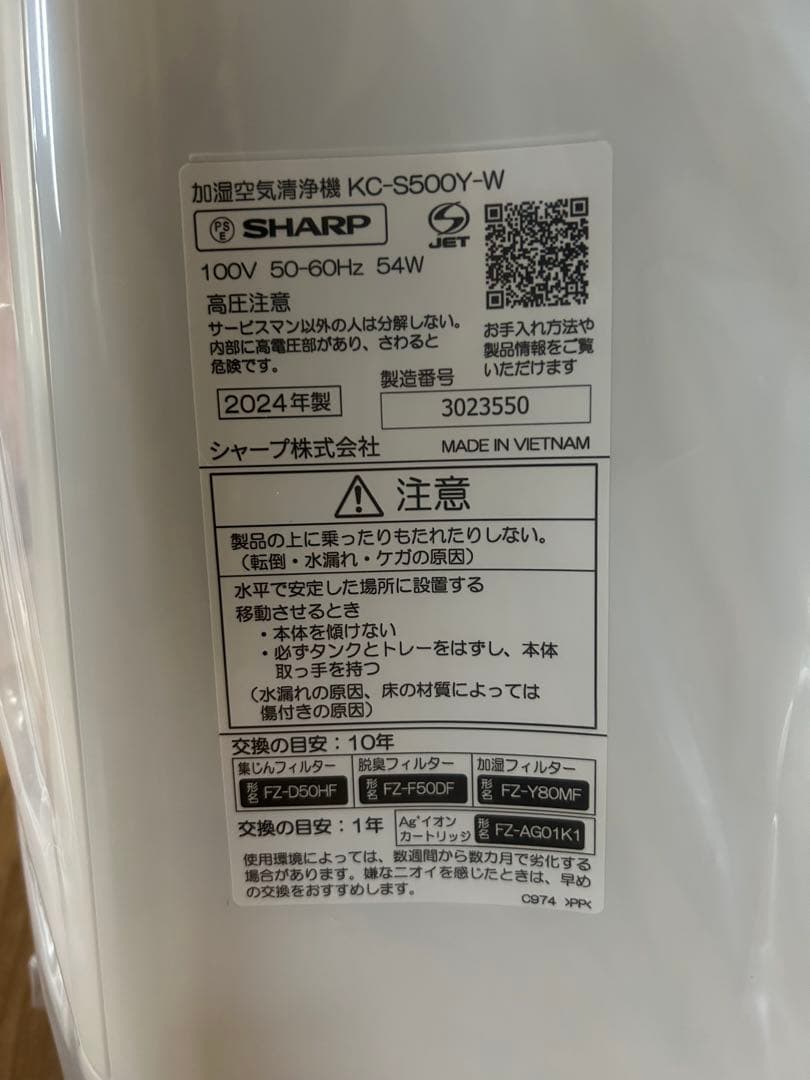 加湿空気清浄機 KC-S500Y-W
PSE SHARP JET
100V 50-60Hz 54W
高圧注意
サービスマン以外の人は分解しない。
内部に高電圧部があり、さわると
危険です。
お手入れ方法や
製品情報をご覧
いただけます
製造番号
2024年製 3023550
シャープ株式会社 MADE IN VIETNAM
注意
製品の上に乗ったりもたれたりしない。
(転倒・水漏れ・ケガの原因)
水平で安定した場所に設置する
移動させるとき
・本体を傾けない
・必ずタンクとトレーをはずし、本体
取っ手を持つ
(水漏れの原因、床の材質によっては
傷付きの原因)
交換の目安:10年
集じんフィルター 脱臭フィルター 加湿フィルター
形名 FZ-D50HF 形名 FZ-F50DF 形名 FZ-Y80MF
交換の目安:1年 Ag⁺イオンカートリッジ 形名 FZ-AG01K1
使用環境によっては、数週間から数カ月で劣化する
場合があります。嫌なニオイを感じたときは、早め
の交換をおすすめします。
C974 >PP<